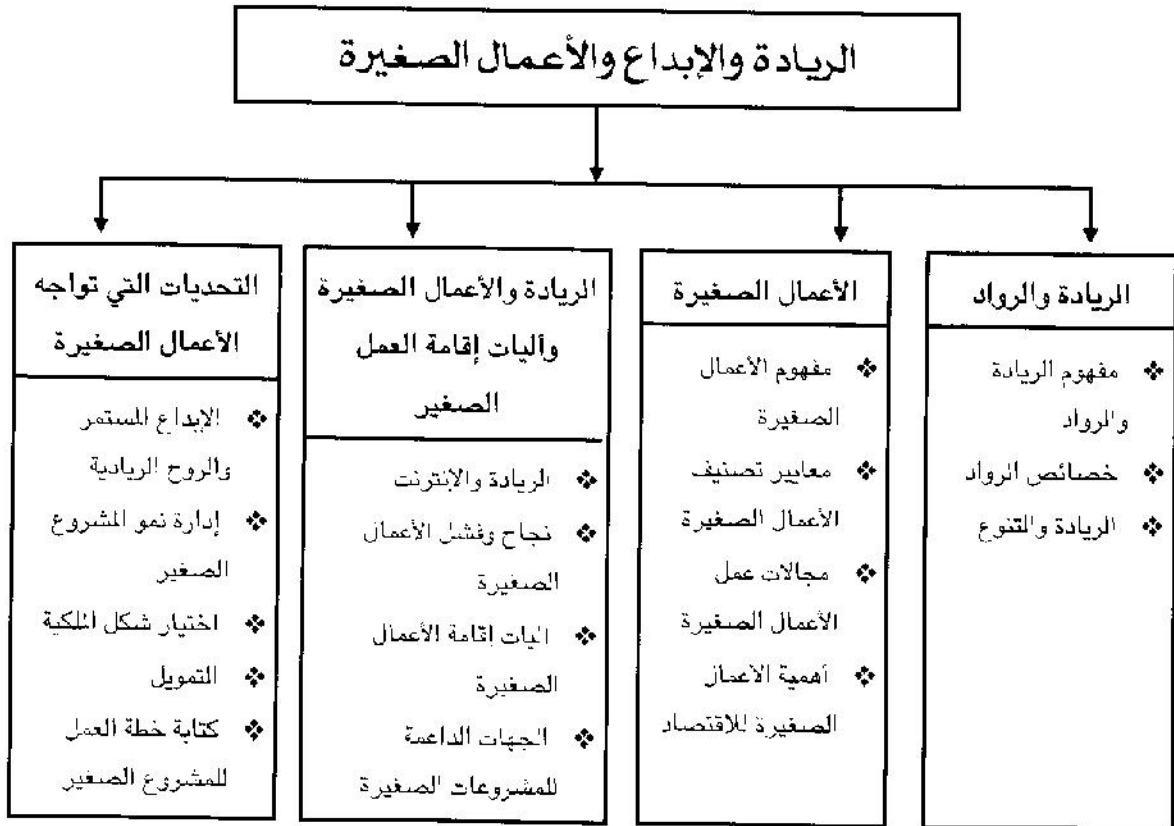 الريادة والإبداع والأعمال الصغيرة
الريادة والرواد
❖ مفهوم الريادة
والرواد
❖ خصائص الرواد
❖ الريادة والتنوع
الأعمال الصغيرة
❖ مفهوم الأعمال
الصغيرة
❖ معايير تصنيف
الأعمال الصغيرة
❖ مجالات عمل
الأعمال الصغيرة
❖ أهمية الأعمال
الصغيرة للاقتصاد
الريادة والأعمال الصغيرة
وآليات إقامة العمل
الصغير
❖ الريادة والإنترنت
❖ نجاح وفشل الأعمال
الصغيرة
❖ آليات إقامة الأعمال
الصغيرة
❖ الجهات الداعمة
للمشروعات الصغيرة
التحديات التي تواجه
الأعمال الصغيرة
❖ الإبداع المستمر
والروح الريادية
❖ إدارة نمو المشروع
الصغير
❖ اختيار شكل الملكية
❖ التمويل
❖ كتابة خطة العمل
للمشروع الصغير